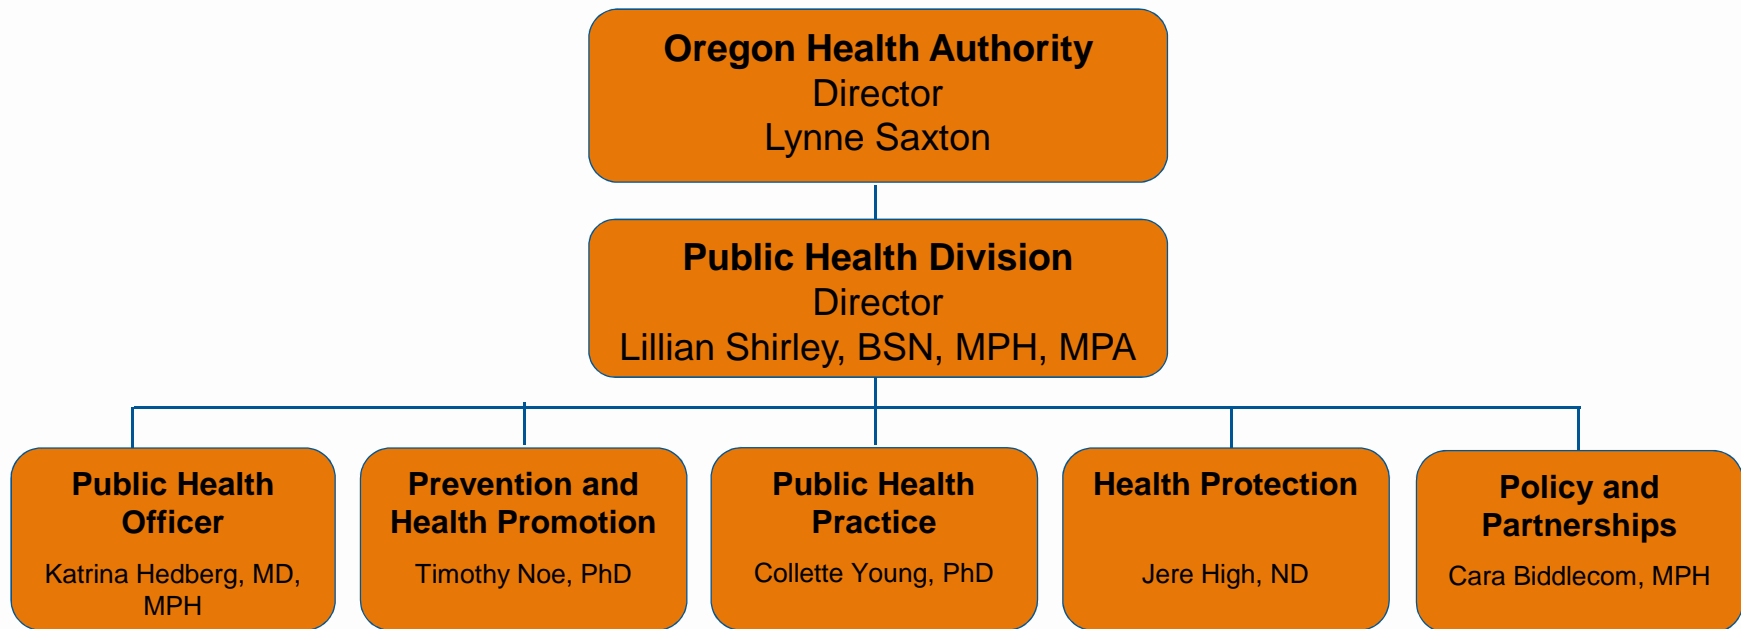 Oregon Health Authority
Director
Lynne Saxton
Public Health Division
Director
Lillian Shirley, BSN, MPH, MPA
Public Health
Officer
Katrina Hedberg, MD,
MPH
Prevention and
Health Promotion
Timothy Noe, PhD
Public Health
Practice
Collette Young, PhD
Health Protection
Jere High, ND
Policy and
Partnerships
Cara Biddlecom, MPH